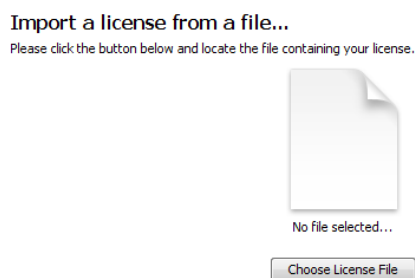 Import a license from a file...
Please click the button below and locate the file containing your license.
No file selected...
Choose License File